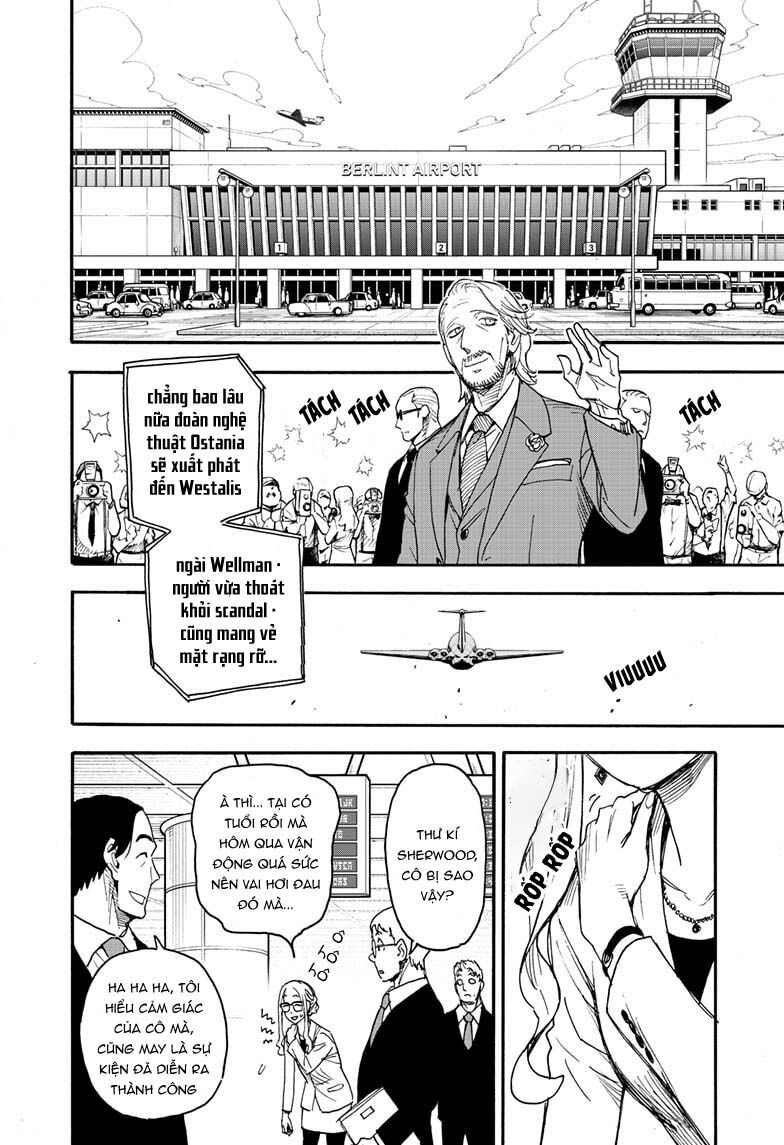 BERLINT AIRPORT
1
2
3
chẳng bao lâu
nữa đoàn nghệ
thuật Ostania
sẽ xuất phát
đến Westalis
TÁCH
TÁCH
TÁCH
ngài Wellman ·
người vừa thoát
khỏi scandal ·
cũng mang vẻ
mặt rạng rỡ...
VIUUUU
À THÌ... TẠI CÓ
TUỔI RỒI MÀ
HÔM QUA VẬN
ĐỘNG QUÁ SỨC
NÊN VAI HƠI ĐAU
ĐÓ MÀ...
THƯ KÍ
SHERWOOD,
CÔ BỊ SAO
VẬY?
RỐP RỐP
HA HA HA, TÔI
HIỂU CẢM GIÁC
CỦA CÔ MÀ,
CŨNG MAY LÀ SỰ
KIỆN ĐÃ DIỄN RA
THÀNH CÔNG